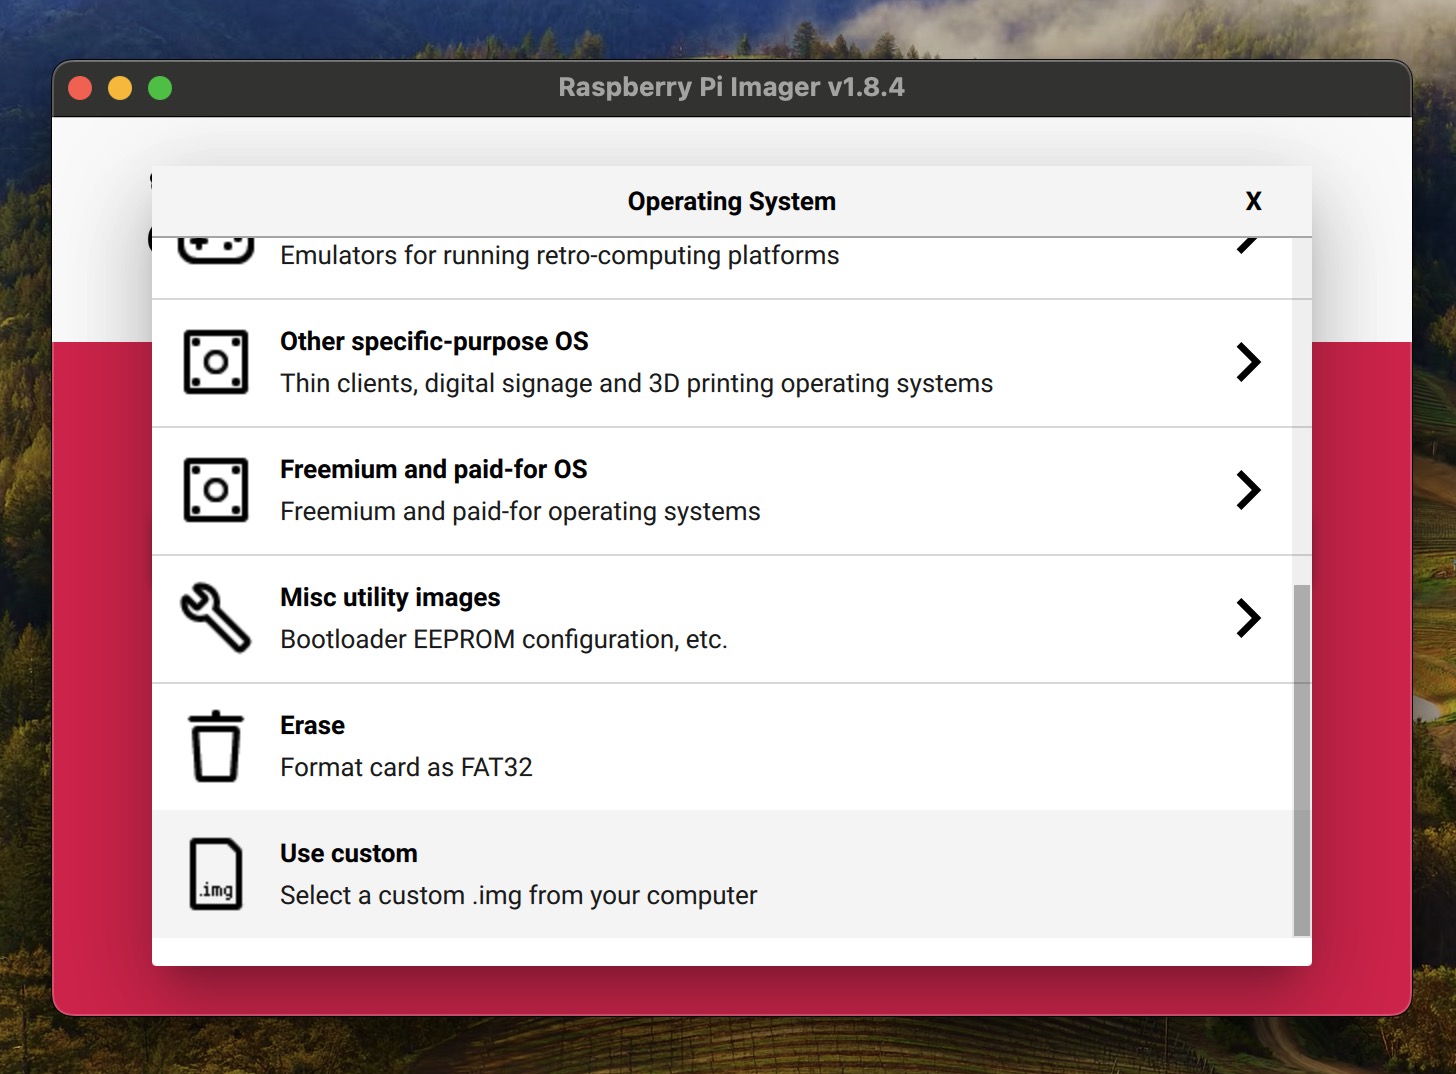 Raspberry Pi Imager v1.8.4
Operating System X
Emulators for running retro-computing platforms
Other specific-purpose OS
Thin clients, digital signage and 3D printing operating systems
Freemium and paid-for OS
Freemium and paid-for operating systems
Misc utility images
Bootloader EEPROM configuration, etc.
Erase
Format card as FAT32
Use custom
.img
Select a custom .img from your computer